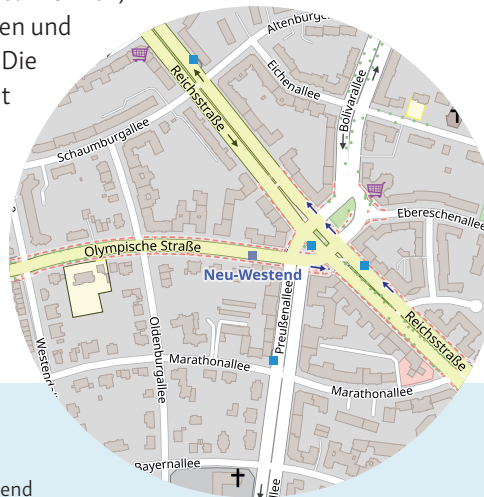 en und
Die
t
Altenburger
Eichenallee
Reichsstraße
Bolivarallee
Schaumburgallee
Ebereschenallee
Olympische Straße
Neu-Westend
Preußenallee
Reichsstraße
Oldenburgallee
Westend
Marathonallee
Marathonallee
Bayernallee
llee
end